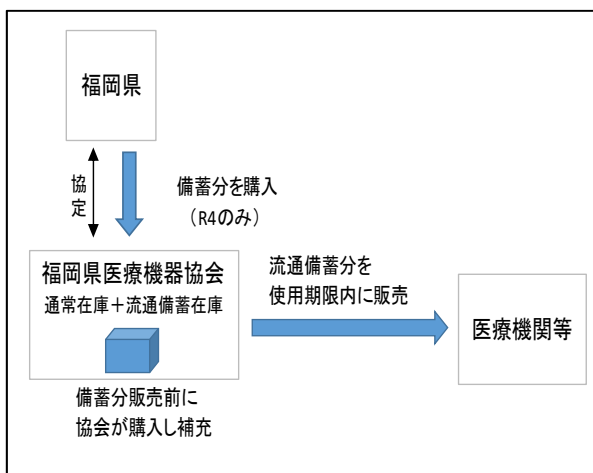 福岡県
協
定
備蓄分を購入
（R4のみ）
福岡県医療機器協会
通常在庫＋流通備蓄在庫
備蓄分販売前に
協会が購入し補充
流通備蓄分を
使用期限内に販売
医療機関等